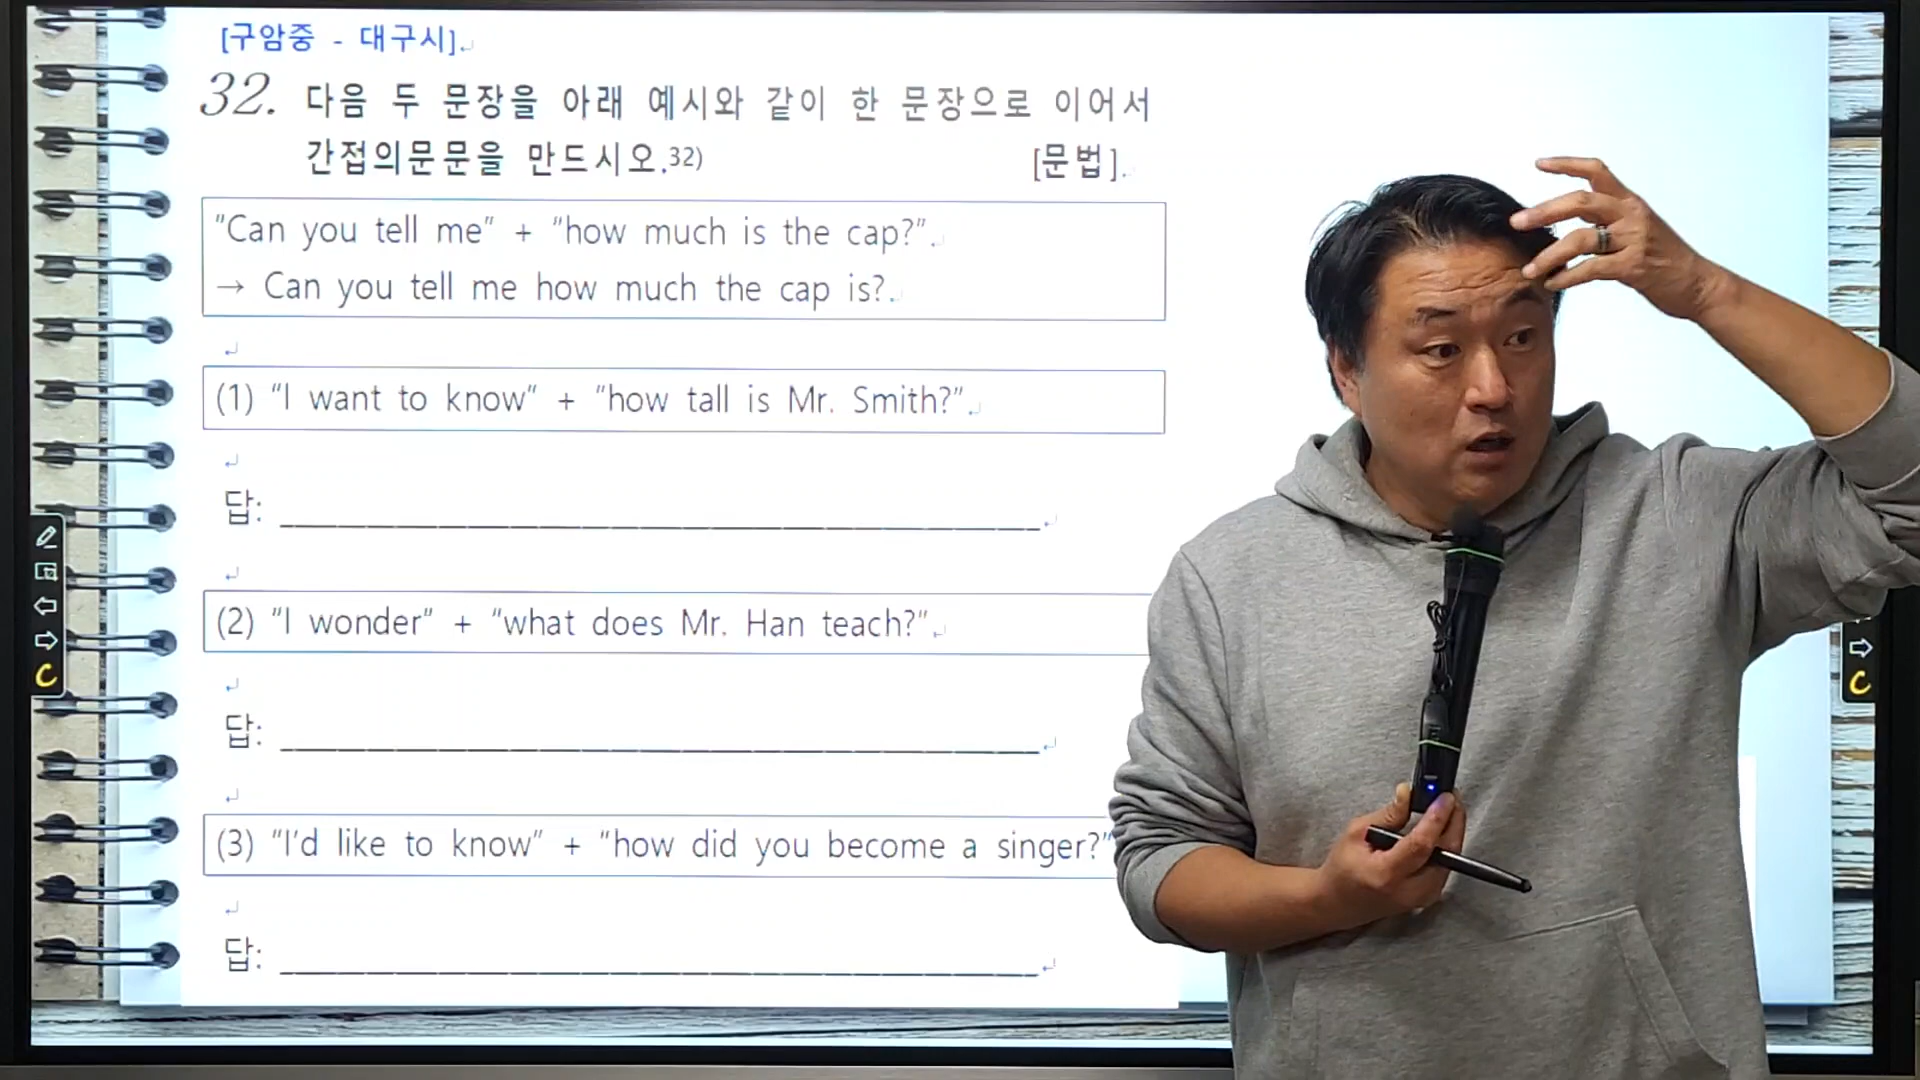 [구암중 - 대구시]
32. 다음 두 문장을 아래 예시와 같이 한 문장으로 이어서
간접의문문을 만드시오.32) [문법]
"Can you tell me" + "how much is the cap?".
→ Can you tell me how much the cap is?.
(1) "I want to know" + "how tall is Mr. Smith?"
답:
(2) "I wonder" + "what does Mr. Han teach?"
답:
(3) "I'd like to know" + "how did you become a singer?"
답: